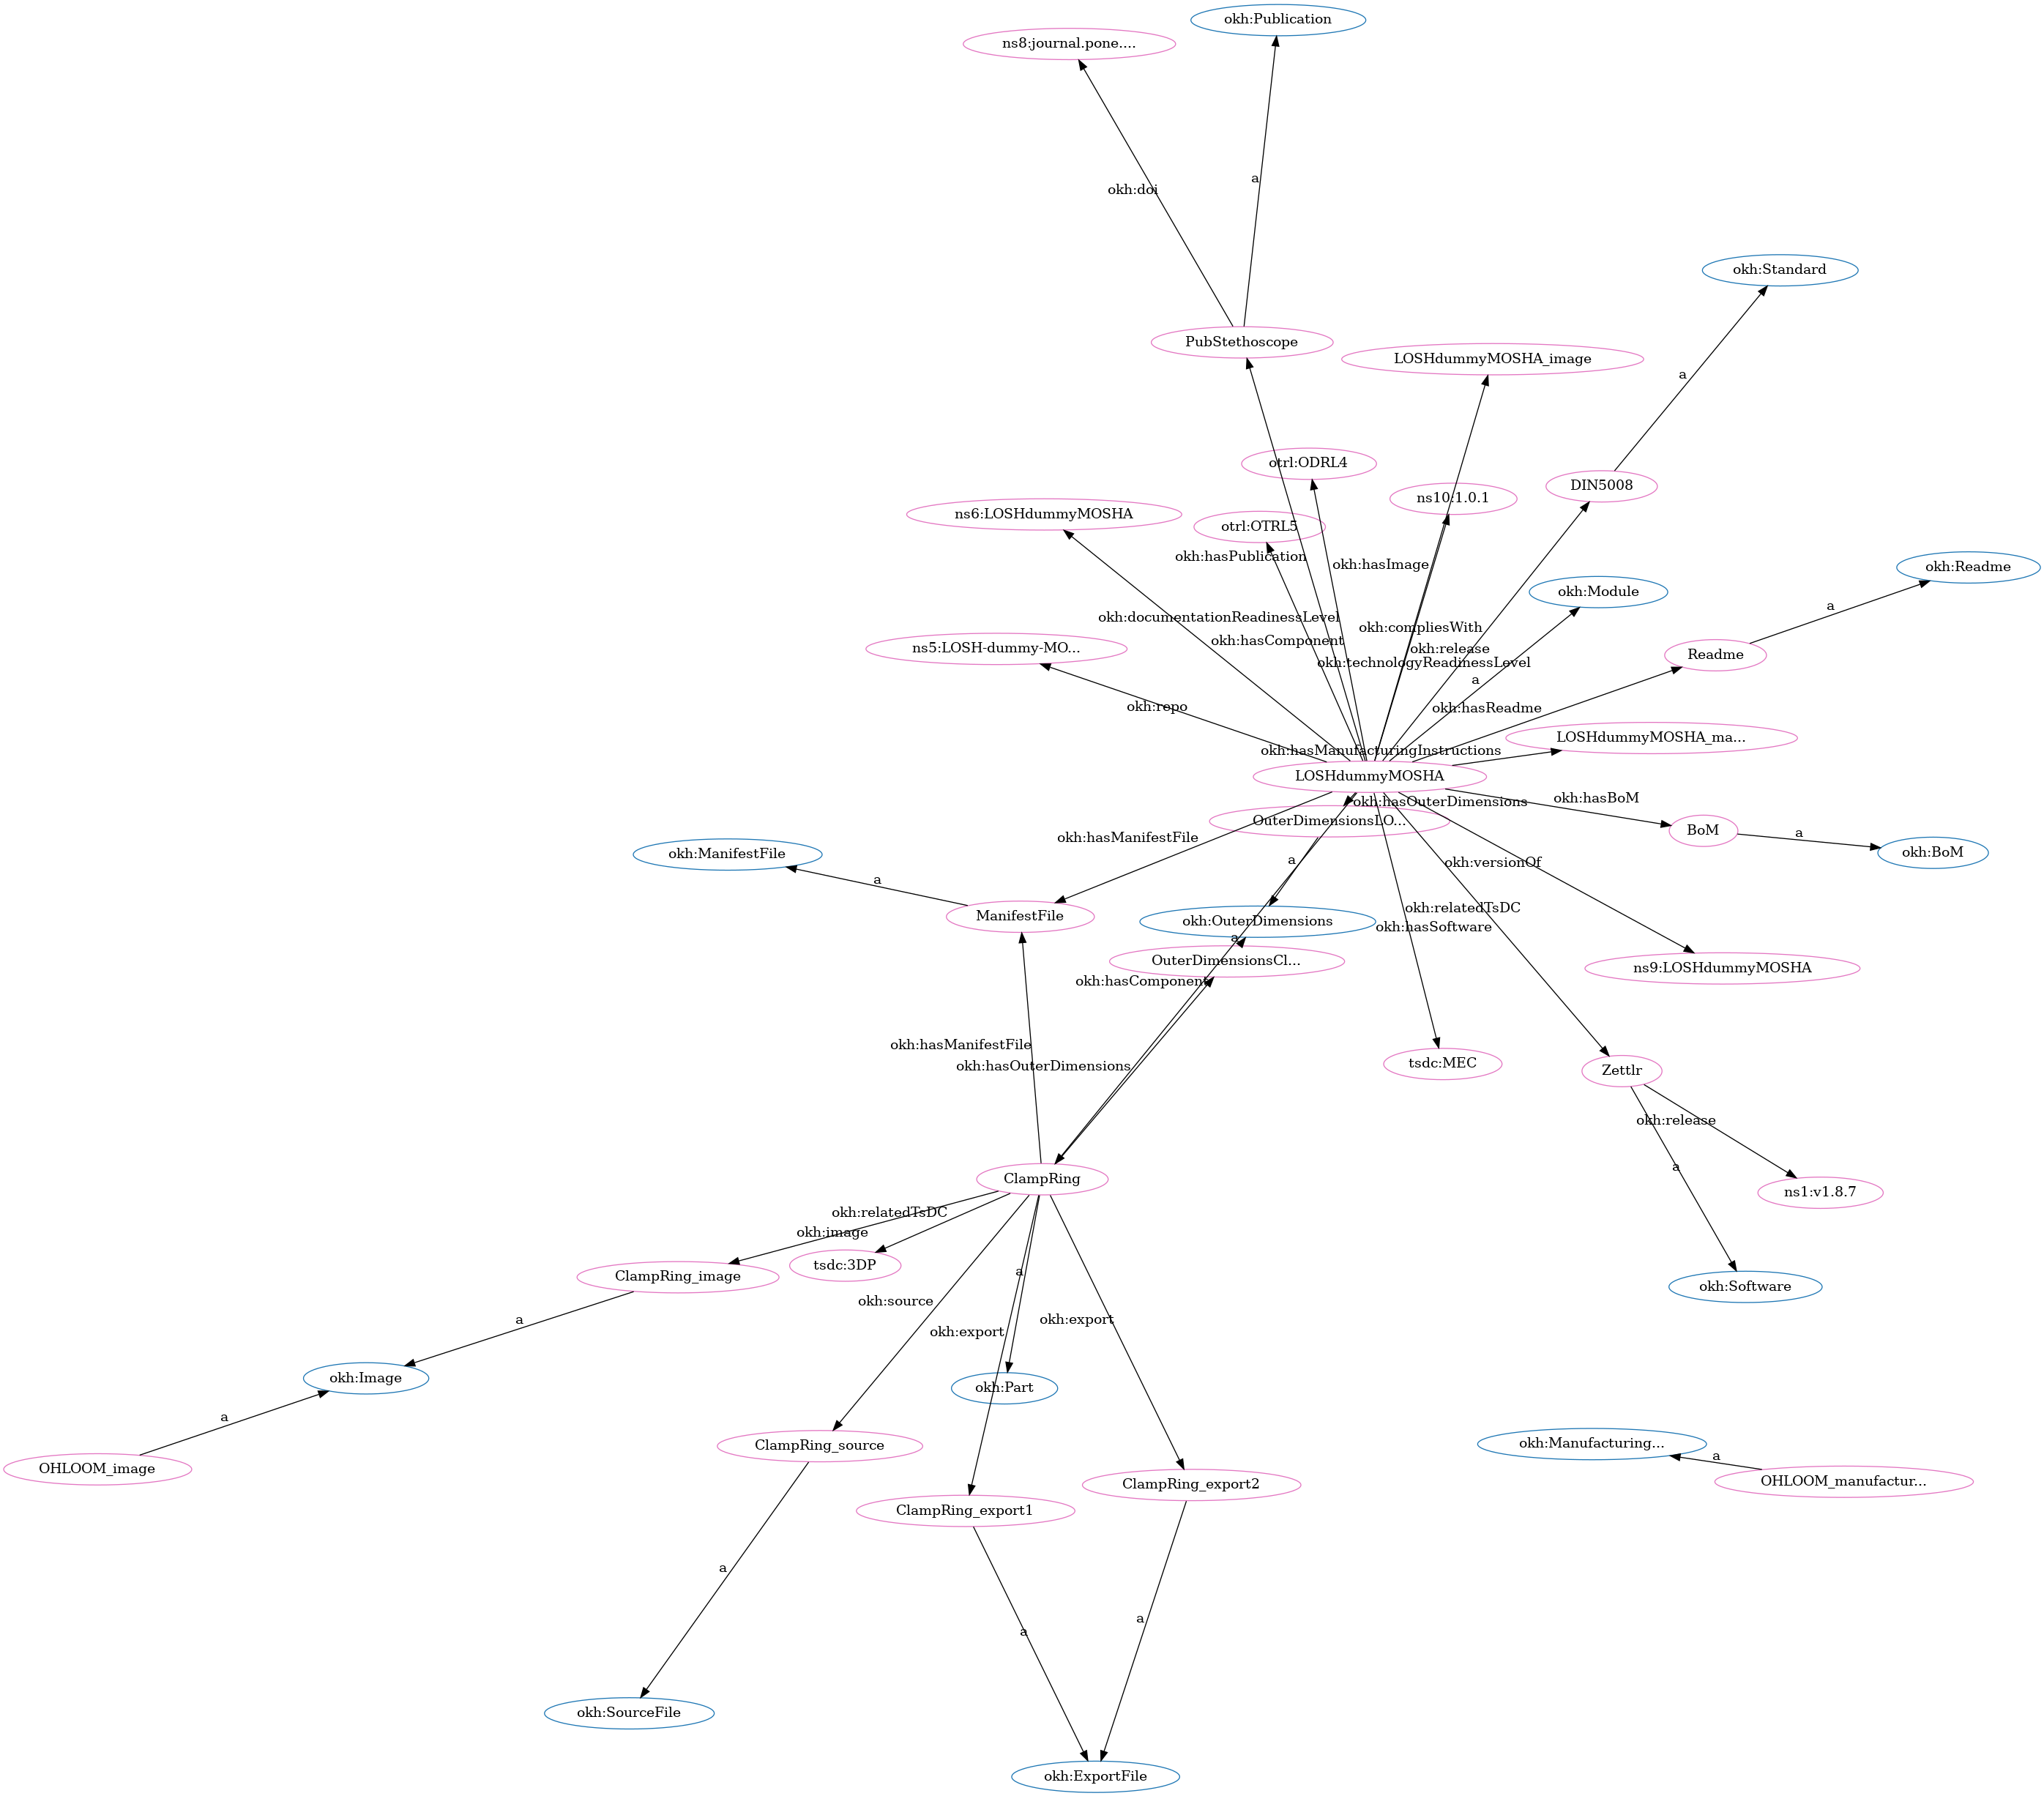 okh:Publication
ns8:journal.pone....
a
okh:doi
okh:Standard
PubStethoscope
LOSHdummyMOSHA_image
a
otrl:ODRL4
DIN5008
ns10:1.0.1
ns6:LOSHdummyMOSHA
otrl:OTRL5
okh:hasPublication
okh:hasImage
okh:Readme
okh:Module
a
okh:documentationReadinessLevel
okh:compliesWith
okh:hasComponent
ns5:LOSH-dummy-MO...
okh:release
Readme
okh:technologyReadinessLevel
a
okh:repo
okh:hasReadme
LOSHdummyMOSHA_ma...
okh:hasManufacturingInstructions
LOSHdummyMOSHA
okh:hasBoM
okh:hasOuterDimensions
OuterDimensionsLO...
BoM
a
okh:hasManifestFile
okh:ManifestFile
okh:BoM
a
okh:versionOf
a
okh:relatedTsDC
ManifestFile
okh:OuterDimensions
okh:hasSoftware
a
OuterDimensionsCl...
ns9:LOSHdummyMOSHA
okh:hasComponent
okh:hasManifestFile
okh:hasOuterDimensions
tsdc:MEC
Zettlr
okh:release
a
ClampRing
ns1:v1.8.7
okh:relatedTsDC
okh:image
tsdc:3DP
a
ClampRing_image
okh:Software
okh:source
a
okh:export
okh:export
okh:Image
okh:Part
a
ClampRing_source
okh:Manufacturing...
a
OHLOOM_image
OHLOOM_manufactur...
ClampRing_export2
ClampRing_export1
a
a
a
okh:SourceFile
okh:ExportFile